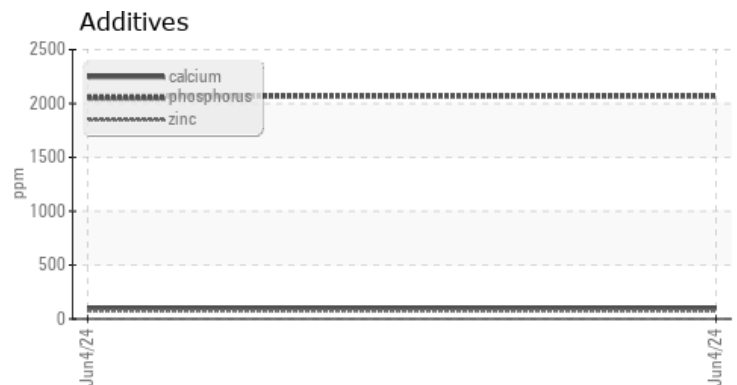 Additives
2500
2000
1500
1000
500
0
ppm
calcium
phosphorus
zinc
Jun4/24
Jun4/24